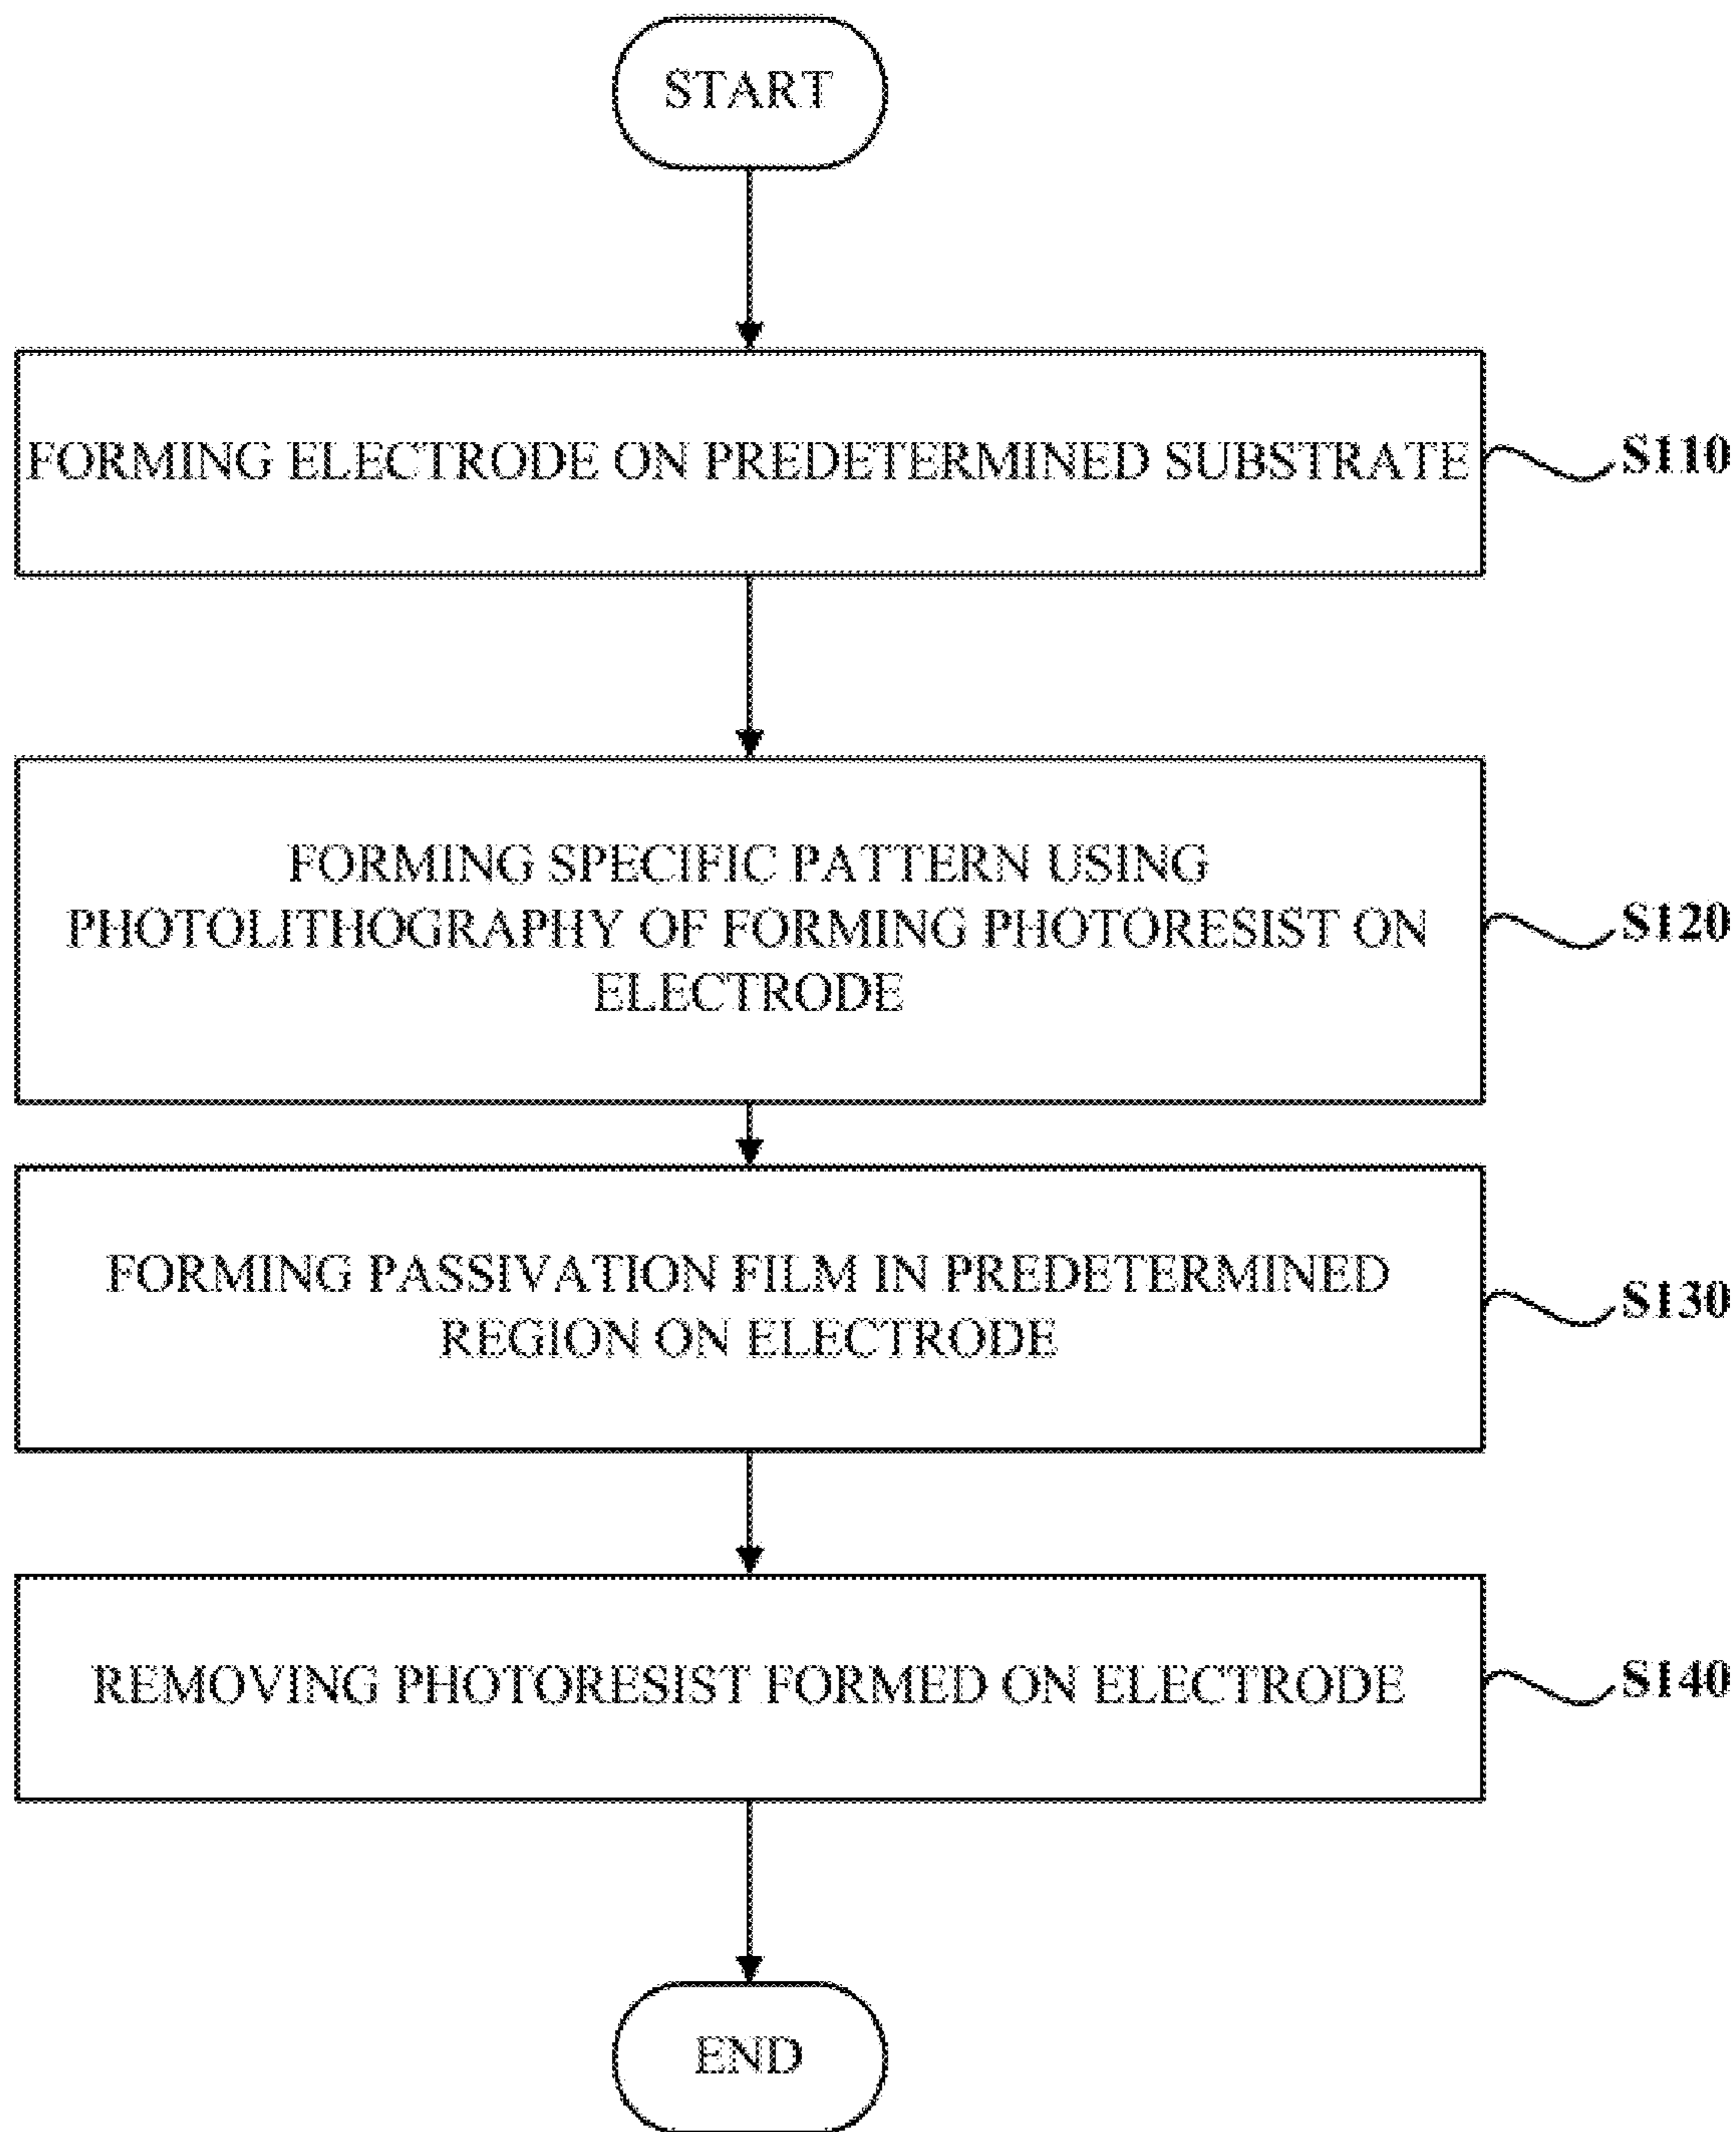 START
FORMING ELECTRODE ON PREDETERMINED SUBSTRATE
S110
FORMING SPECIFIC PATTERN USING
PHOTOLITHOGRAPHY OF FORMING PHOTORESIST ON
ELECTRODE
S120
FORMING PASSIVATION FILM IN PREDETERMINED
REGION ON ELECTRODE
S130
REMOVING PHOTORESIST FORMED ON ELECTRODE
S140
END